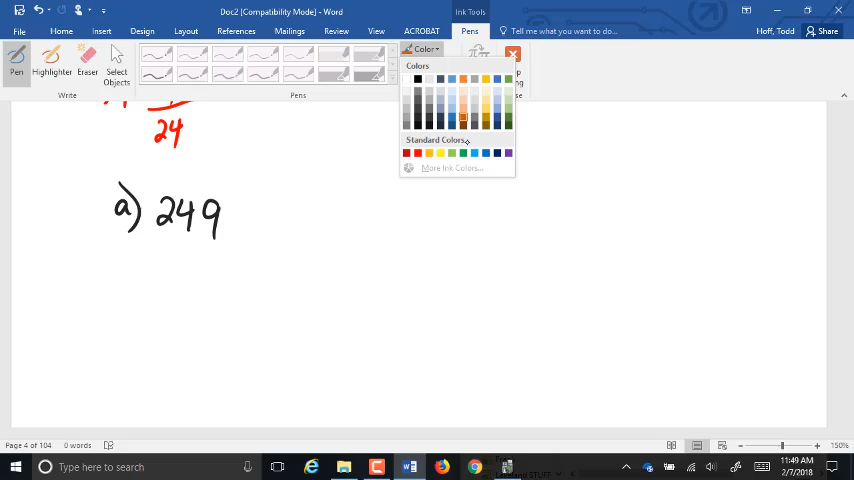 Doc2 [Compatibility Mode] - Word
Ink Tools
Hoff, Todd
Share
File Home Insert Design Layout References Mailings Review View ACROBAT Pens Tell me what you want to do...
Pen
Highlighter
Eraser
Select Objects
Write
Pens
Color
Colors
Standard Colors
More Ink Colors...
24
a) 249
Page 4 of 104 0 words
150%
Type here to search
STUFF
11:49 AM
2/7/2018